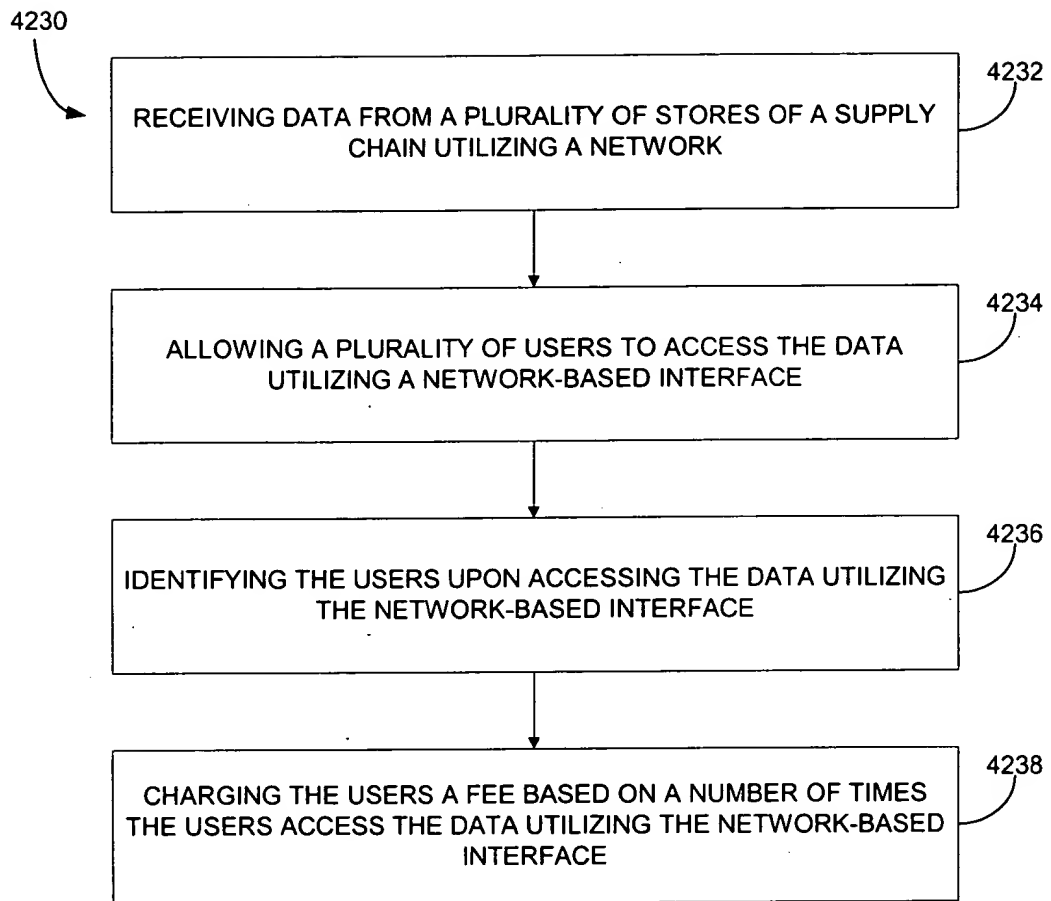 4230
4232
RECEIVING DATA FROM A PLURALITY OF STORES OF A SUPPLY
CHAIN UTILIZING A NETWORK
4234
ALLOWING A PLURALITY OF USERS TO ACCESS THE DATA
UTILIZING A NETWORK-BASED INTERFACE
4236
IDENTIFYING THE USERS UPON ACCESSING THE DATA UTILIZING
THE NETWORK-BASED INTERFACE
4238
CHARGING THE USERS A FEE BASED ON A NUMBER OF TIMES
THE USERS ACCESS THE DATA UTILIZING THE NETWORK-BASED
INTERFACE